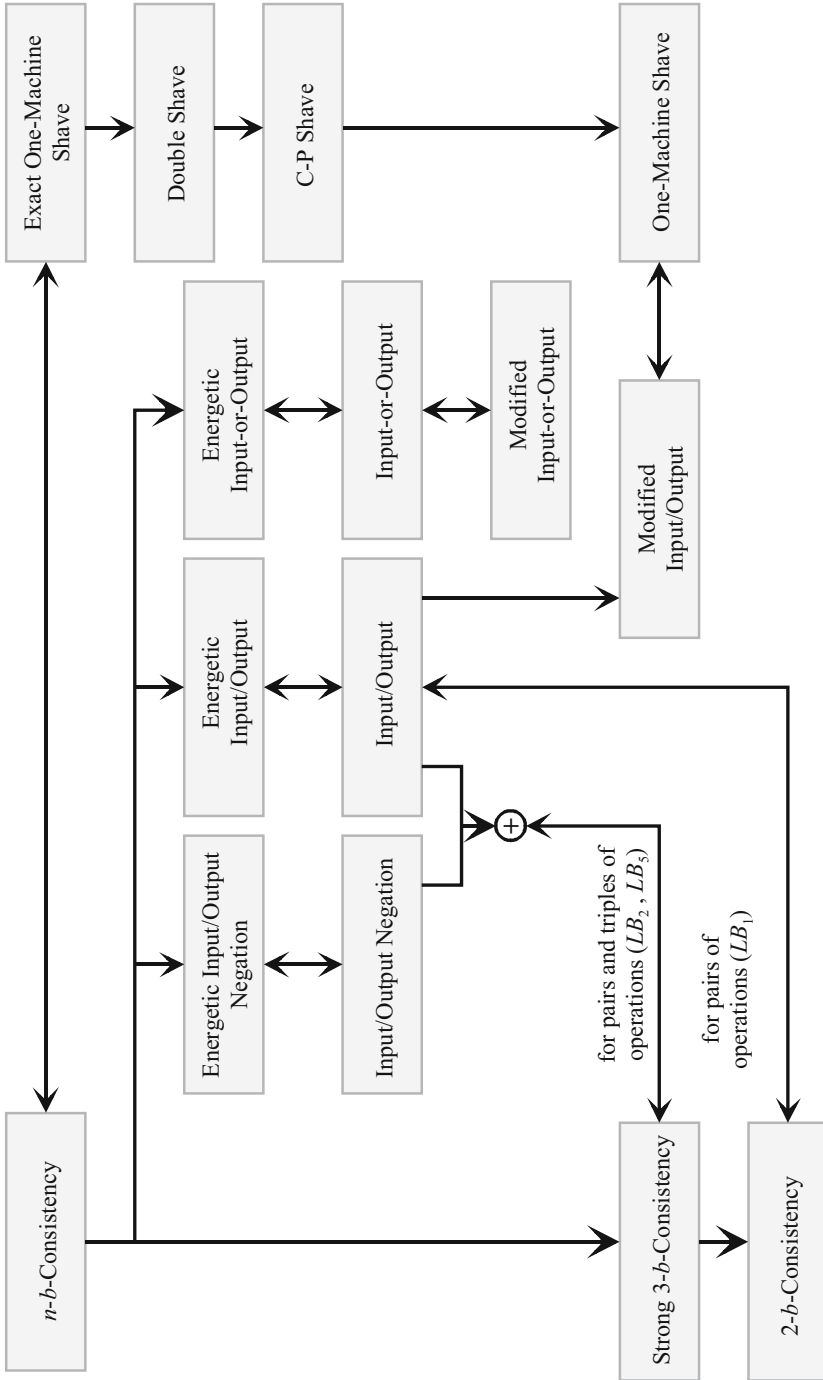 n-b-Consistency
Exact One-Machine
Shave
Double Shave
Energetic Input/Output
Negation
Energetic
Input/Output
Energetic
Input-or-Output
C-P Shave
Input/Output Negation
Input/Output
Input-or-Output
Modified
Input-or-Output
+
for pairs and triples of
operations (LB₂ , LB₅)
Strong 3-b-Consistency
Modified
Input/Output
One-Machine Shave
for pairs of
operations (LB₁)
2-b-Consistency